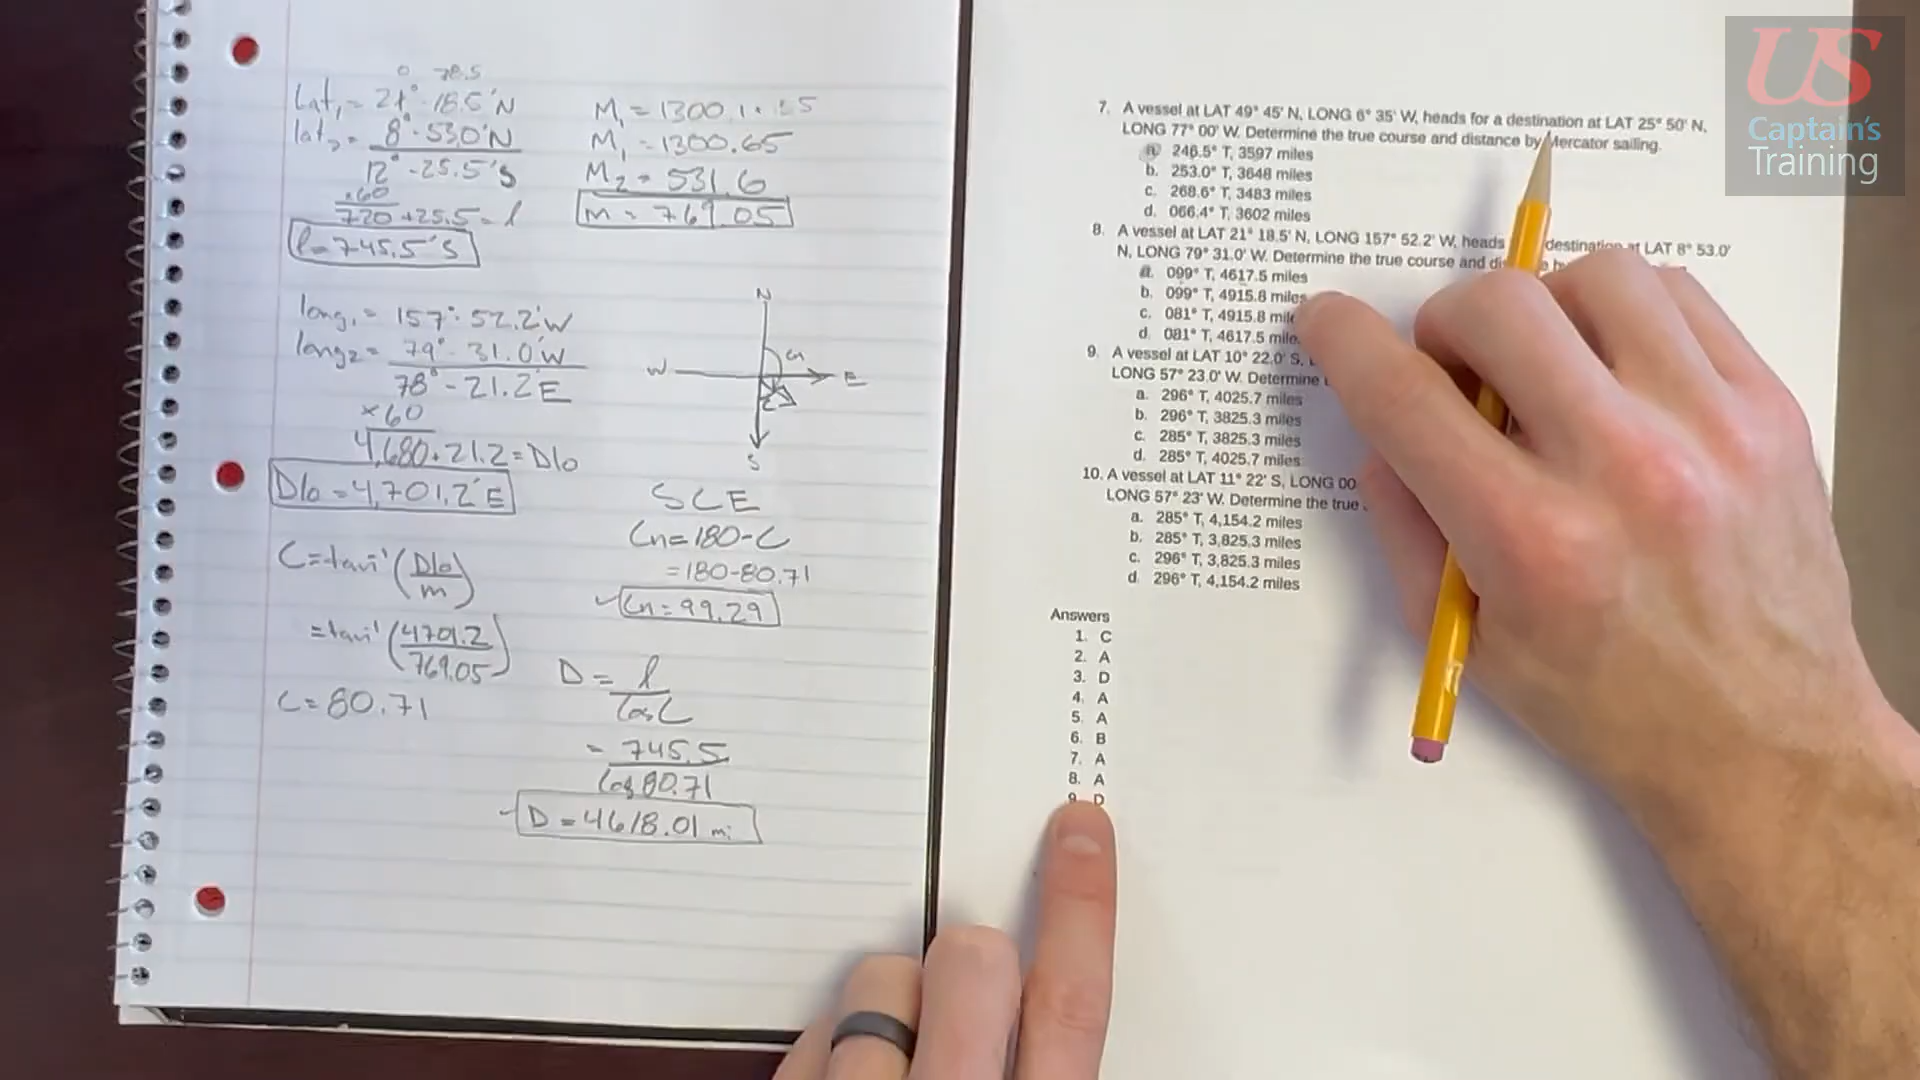 0 78.5
Lat₁ = 21° - 18.5'N
lat₂ = 8° - 53.0'N
12° - 25.5'S
×60
720 + 25.5 = l
l = 745.5'S
M₁ = 1300.1 + .55
M₁ = 1300.65
M₂ = 531.6
m = 769.05
long₁ = 157° - 52.2'W
long₂ = 79° - 31.0'W
78° - 21.2'E
×60
4,680 + 21.2 = Dlo
Dlo = 4,701.2'E
N
W
E
S
Cn
C
S C E
Cn = 180 - C
= 180 - 80.71
Cn = 99.29
C = tan⁻¹ (Dlo/m)
= tan⁻¹ (4701.2/769.05)
C = 80.71
D = l / Cos C
= 745.5 / Cos 80.71
D = 4618.01 mi
7. A vessel at LAT 49° 45' N, LONG 6° 35' W, heads for a destination at LAT 25° 50' N,
LONG 77° 00' W. Determine the true course and distance by Mercator sailing.
a. 246.5° T, 3597 miles
b. 253.0° T, 3648 miles
c. 268.6° T, 3483 miles
d. 066.4° T, 3602 miles
8. A vessel at LAT 21° 18.5' N, LONG 157° 52.2' W, heads destination at LAT 8° 53.0'
N, LONG 79° 31.0' W. Determine the true course and
a. 099° T, 4617.5 miles
b. 099° T, 4915.8 miles
c. 081° T, 4915.8
d. 081° T, 4617.5
9. A vessel at LAT 10° 22.0' S,
LONG 57° 23.0' W. Determine
a. 296° T, 4025.7 miles
b. 296° T, 3825.3 miles
c. 285° T, 3825.3 miles
d. 285° T, 4025.7 miles
10. A vessel at LAT 11° 22' S, LONG 00
LONG 57° 23' W. Determine the true
a. 285° T, 4,154.2 miles
b. 285° T, 3,825.3 miles
c. 296° T, 3,825.3 miles
d. 296° T, 4,154.2 miles
Answers
1. C
2. A
3. D
4. A
5. A
6. B
7. A
8. A
9. D
US
Captain's
Training